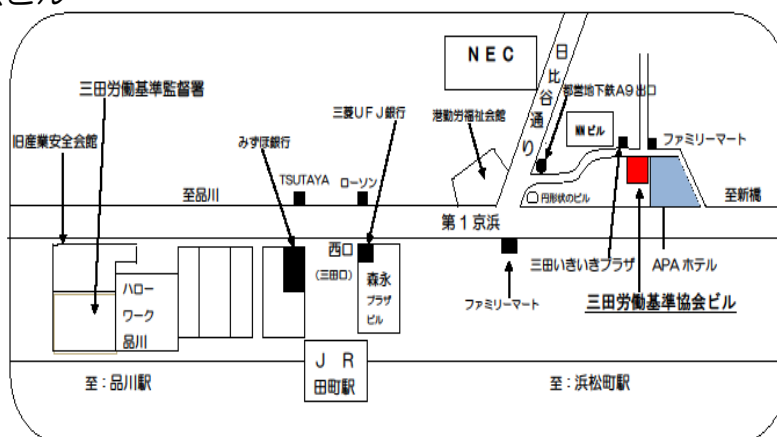 NEC
日比谷通り
三田労働基準監督署
三菱UFJ銀行
都営地下鉄A9出口
港勤労福祉会館
NNビル
旧産業安全会館
みずほ銀行
ファミリーマート
TSUTAYA
ローソン
至品川
円形状のビル
至新橋
第1京浜
西口
(三田口)
三田いきいきプラザ
APAホテル
ハロー
ワーク
品川
森永
プラザ
ビル
ファミリーマート
三田労働基準協会ビル
JR
田町駅
至:品川駅
至:浜松町駅